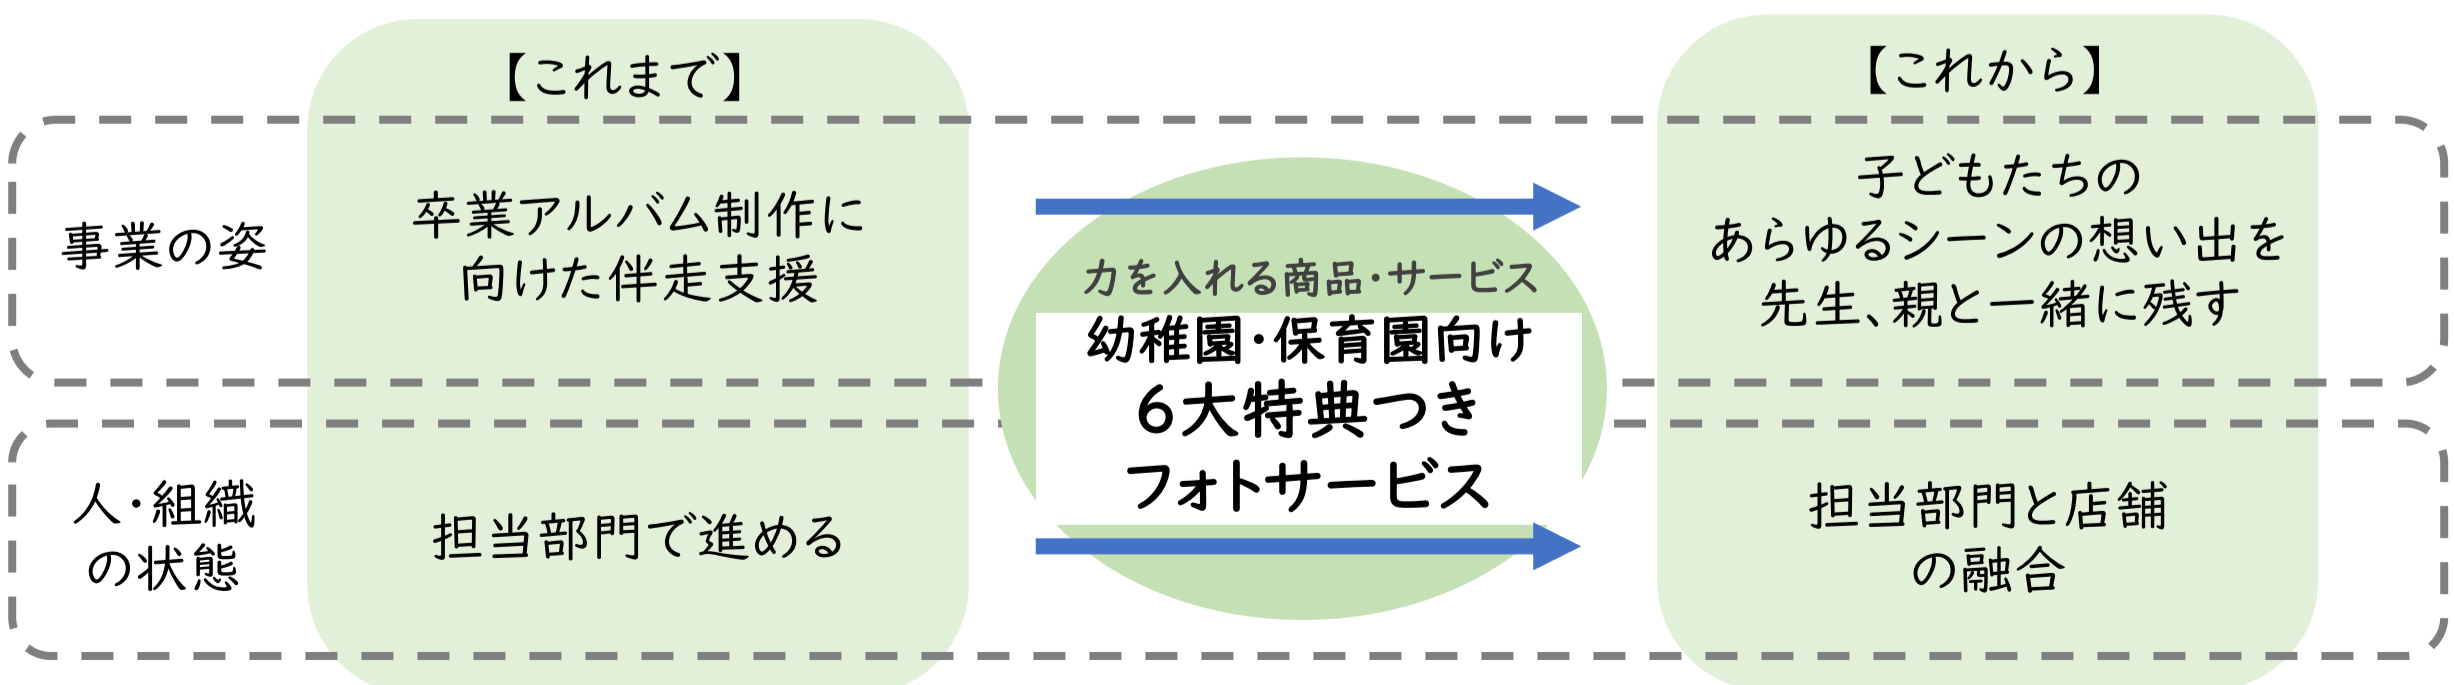 【これまで】
【これから】
事業の姿
卒業アルバム制作に
向けた伴走支援
力を入れる商品・サービス
幼稚園・保育園向け
6大特典つき
フォトサービス
子どもたちの
あらゆるシーンの想い出を
先生、親と一緒に残す
人・組織
の状態
担当部門で進める
担当部門と店舗
の融合